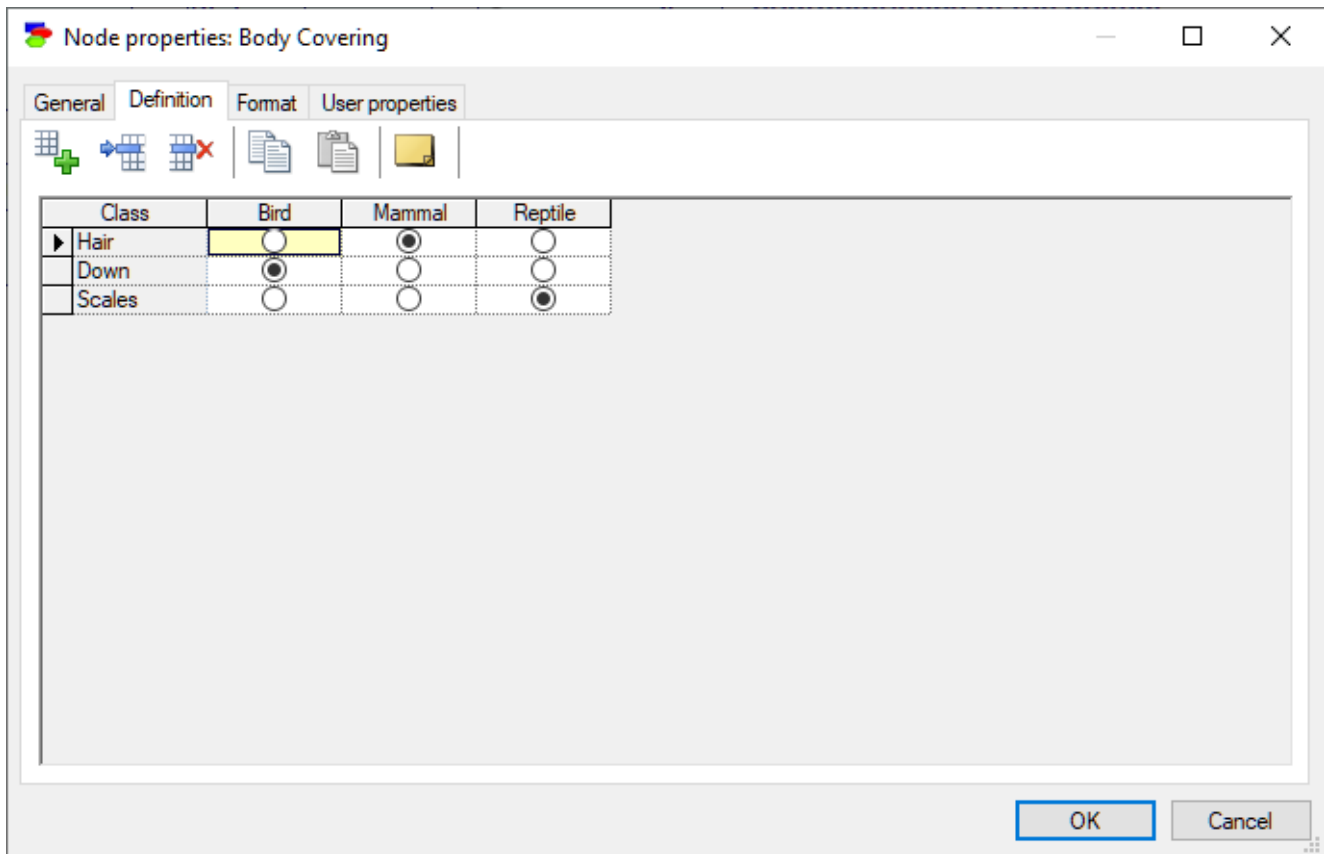 Node properties: Body Covering
General Definition Format User properties
Class Bird Mammal Reptile
Hair
Down
Scales
OK Cancel